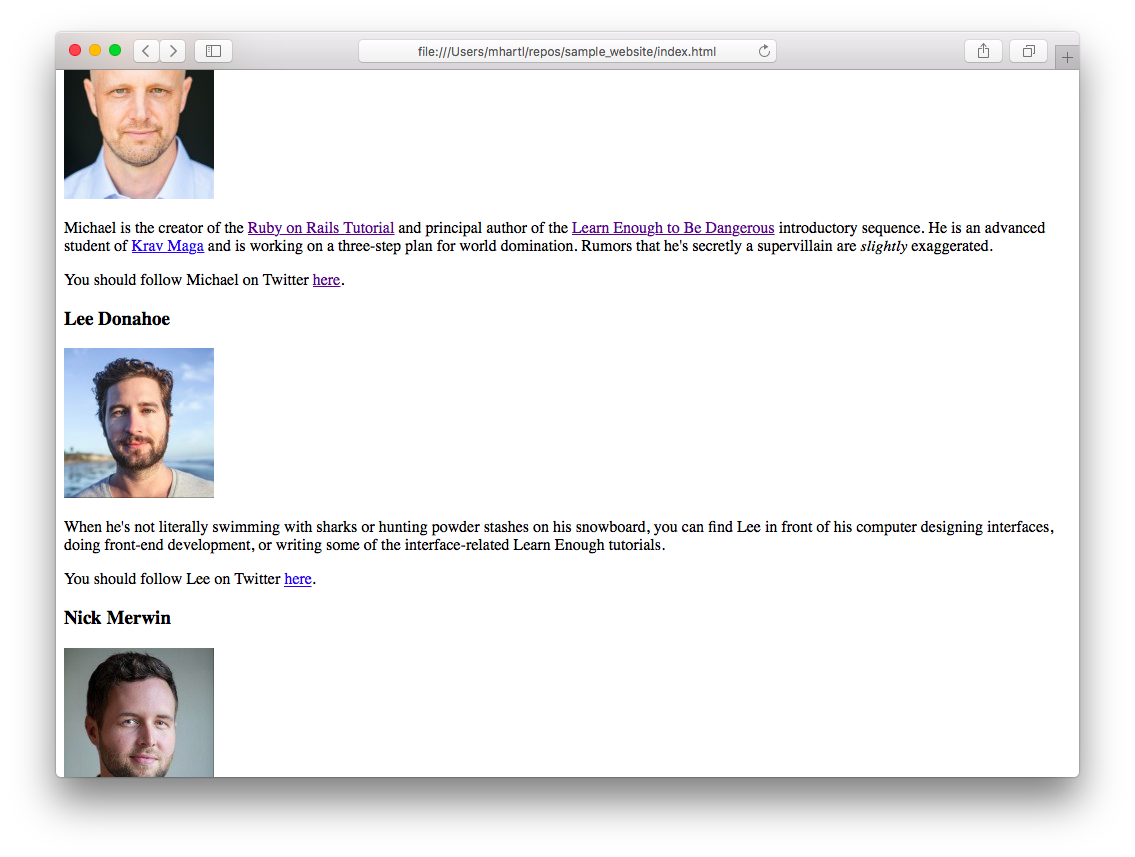 file:///Users/mhartl/repos/sample_website/index.html
Michael is the creator of the Ruby on Rails Tutorial and principal author of the Learn Enough to Be Dangerous introductory sequence. He is an advanced
student of Krav Maga and is working on a three-step plan for world domination. Rumors that he's secretly a supervillain are slightly exaggerated.
You should follow Michael on Twitter here.
Lee Donahoe
When he's not literally swimming with sharks or hunting powder stashes on his snowboard, you can find Lee in front of his computer designing interfaces,
doing front-end development, or writing some of the interface-related Learn Enough tutorials.
You should follow Lee on Twitter here.
Nick Merwin